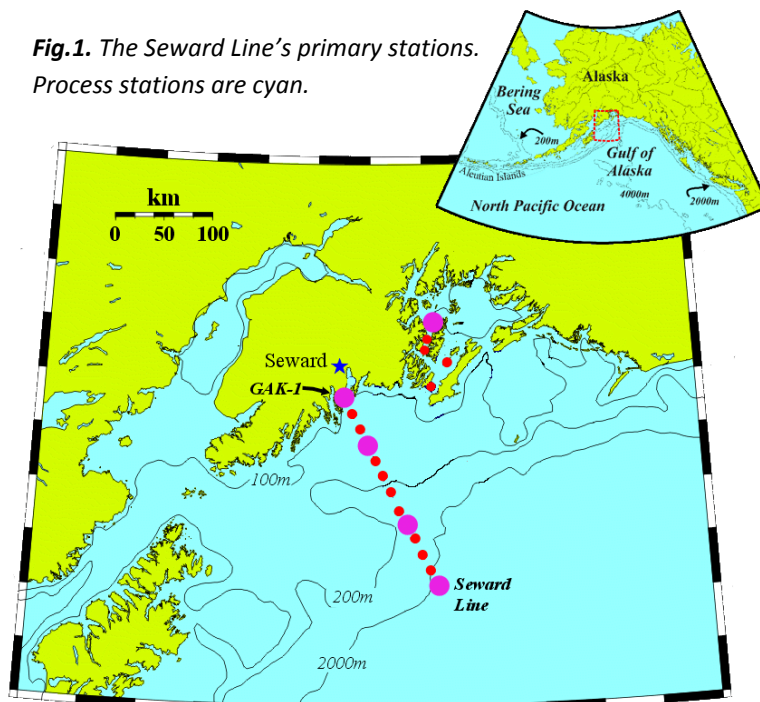 Fig.1. The Seward Line’s primary stations.
Process stations are cyan.
Alaska
Bering
Sea
200m
Gulf of
Alaska
Aleutian Islands
4000m
2000m
North Pacific Ocean
km
0 50 100
Seward
GAK-1
100m
200m
Seward
Line
2000m